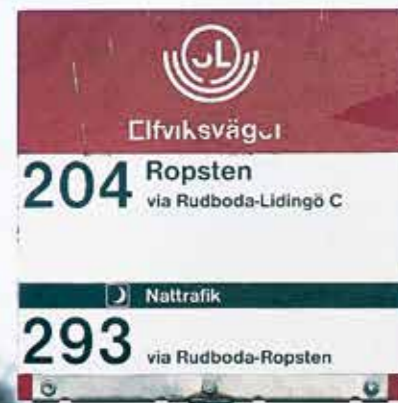 SL
Elfviksvägen
204 Ropsten
via Rudboda-Lidingö C
Nattrafik
293 via Rudboda-Ropsten